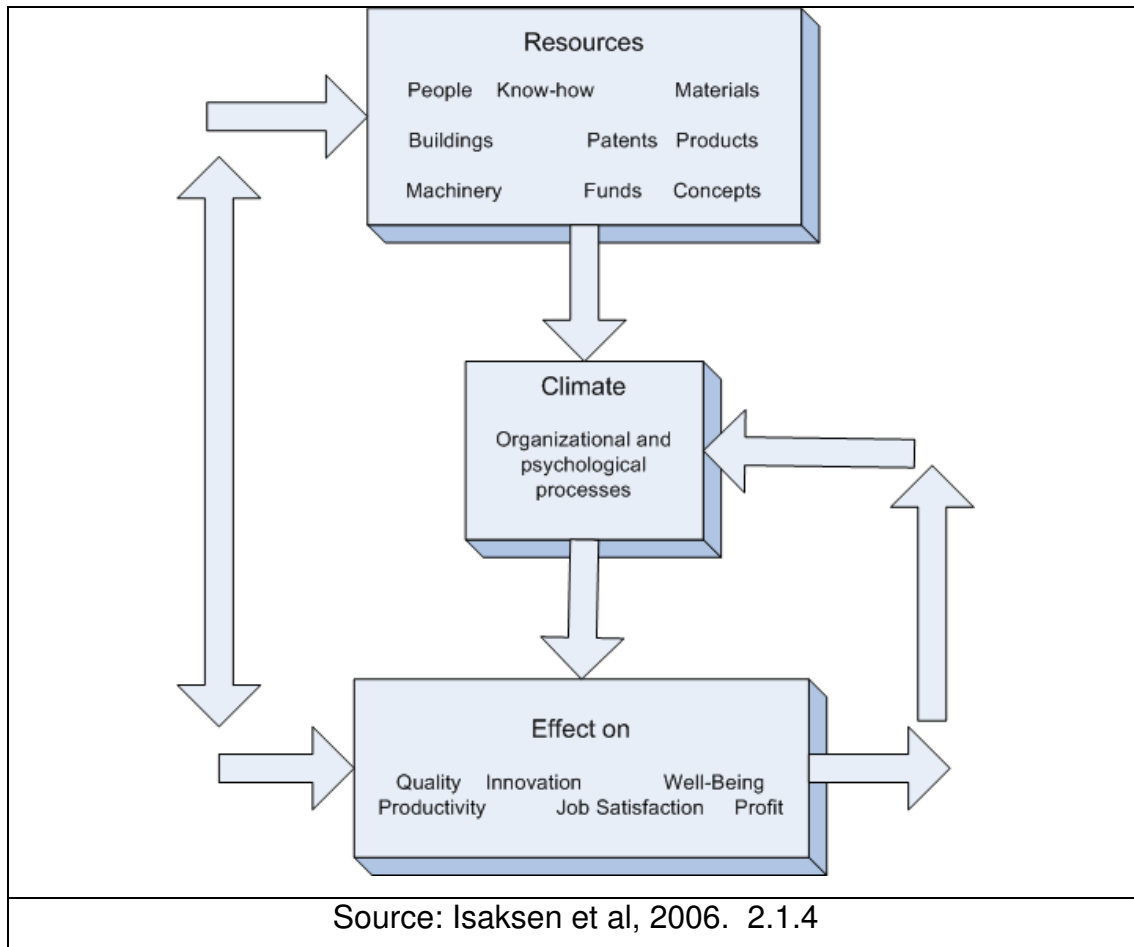 Resources
People Know-how Materials
Buildings Patents Products
Machinery Funds Concepts
Climate
Organizational and
psychological
processes
Effect on
Quality Innovation Well-Being
Productivity Job Satisfaction Profit
Source: Isaksen et al, 2006. 2.1.4